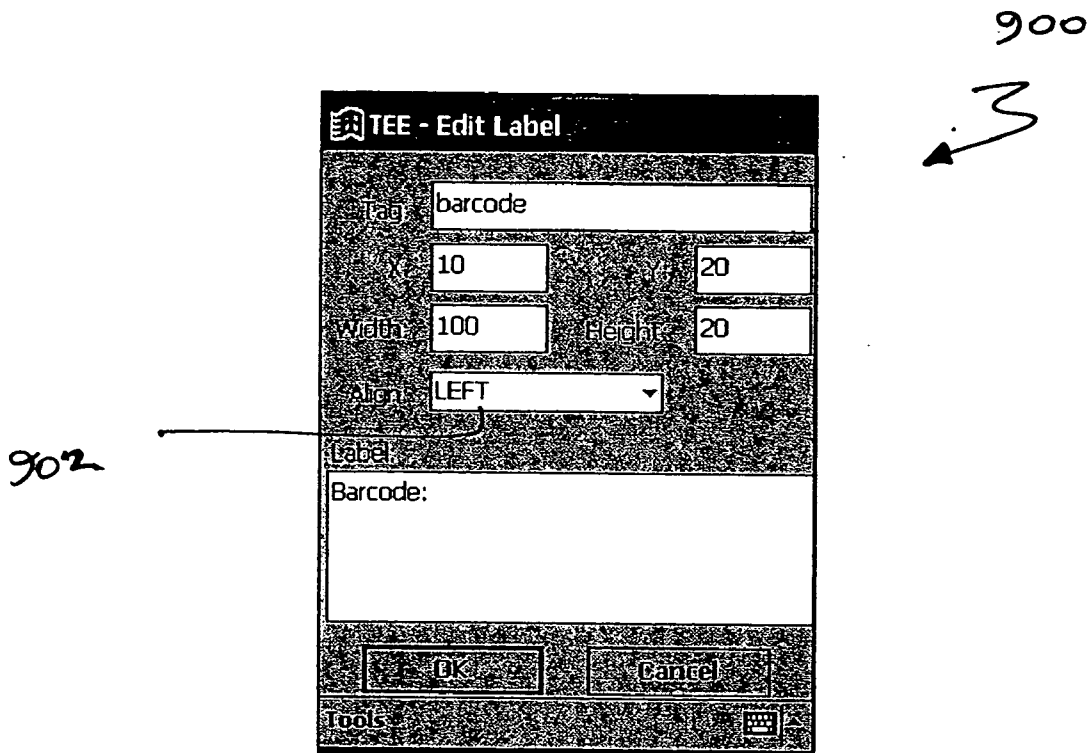 900
TEE - Edit Label
Tag: barcode
X: 10 Y: 20
Width: 100 Height: 20
Align: LEFT
902
Label
Barcode:
OK Cancel
Tools